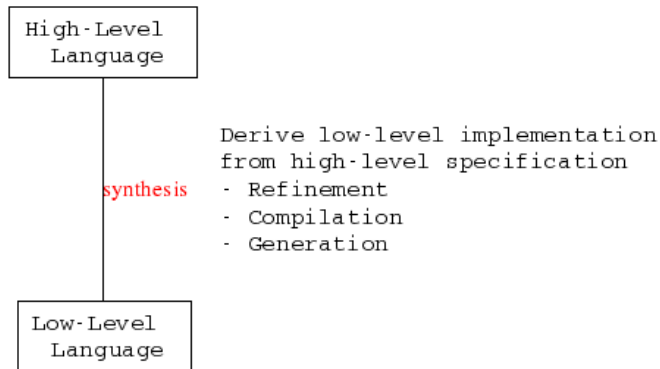 High-Level
Language
Derive low-level implementation
from high-level specification
synthesis
- Refinement
- Compilation
- Generation
Low-Level
Language